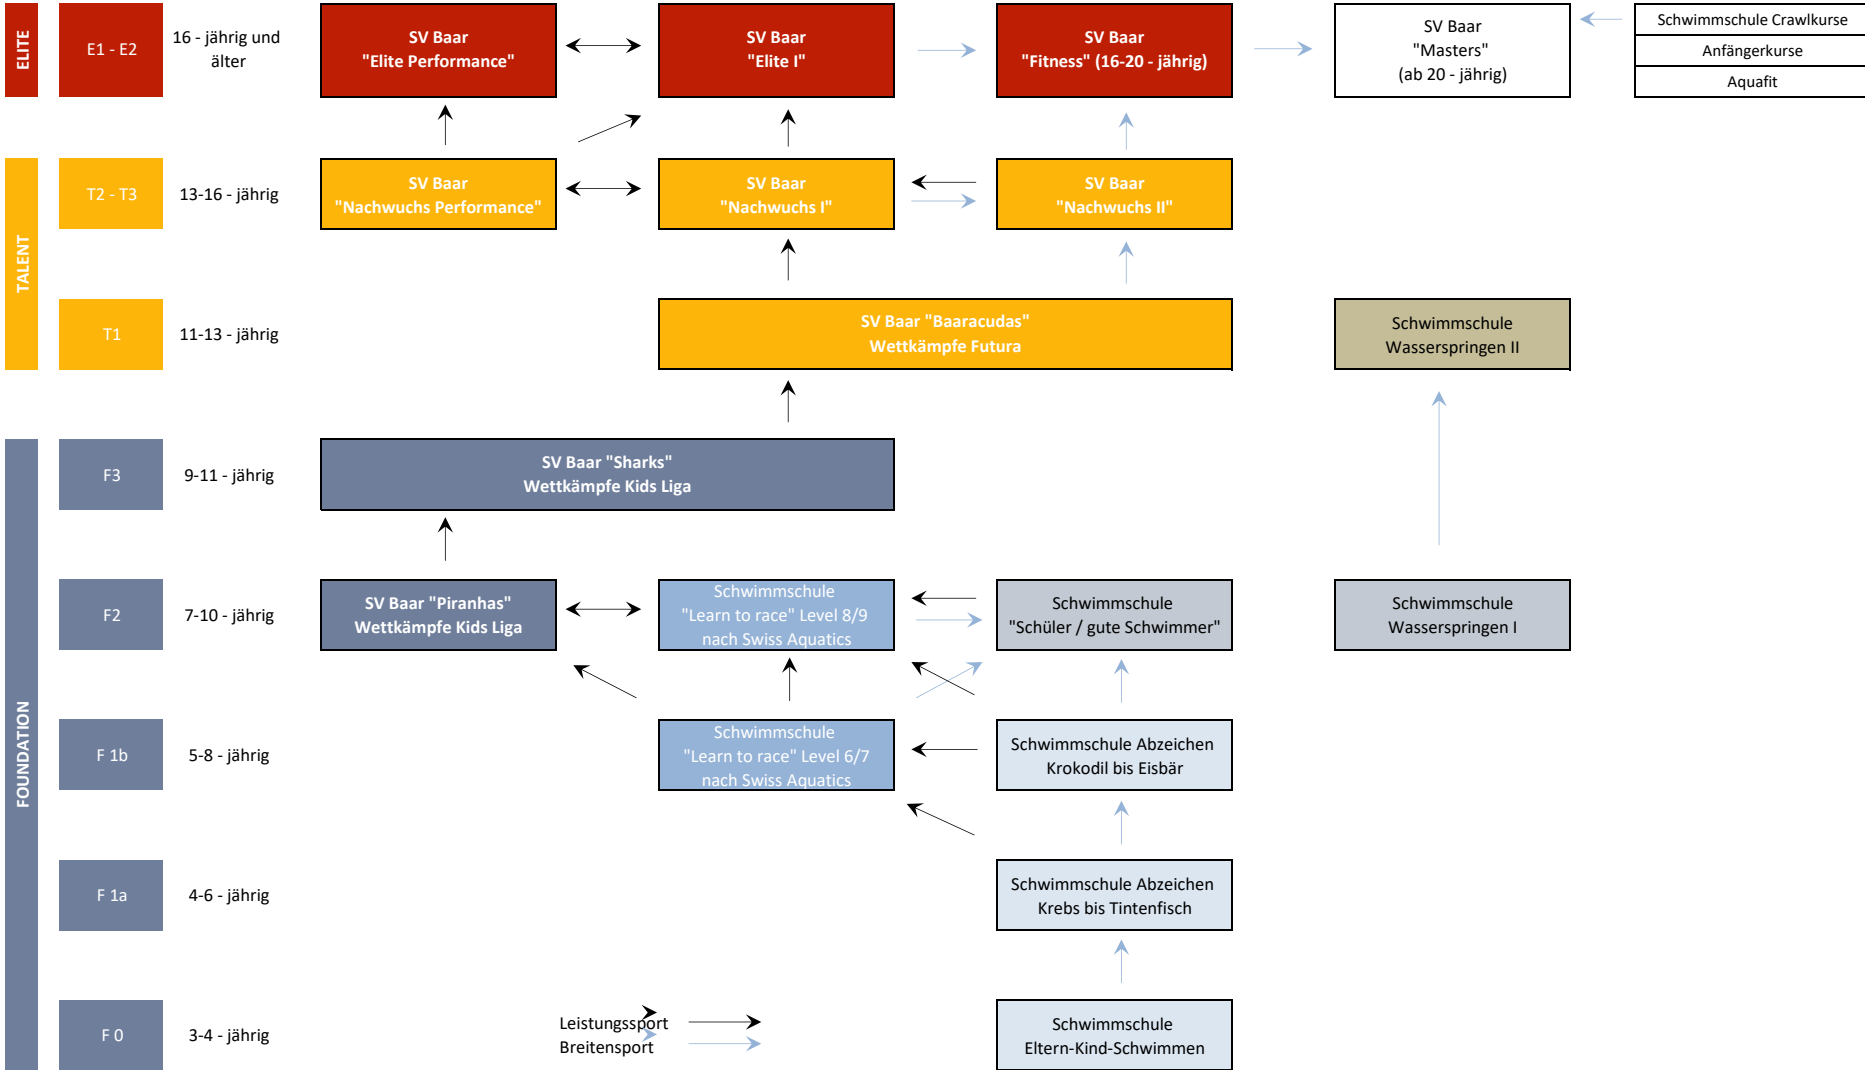 ELITE
E1 - E2
16 - jährig und
älter
SV Baar
"Elite Performance"
SV Baar
"Elite I"
SV Baar
"Fitness" (16-20 - jährig)
SV Baar
"Masters"
(ab 20 - jährig)
Schwimmschule Crawlkurse
Anfängerkurse
Aquafit
TALENT
T2 - T3
13-16 - jährig
SV Baar
"Nachwuchs Performance"
SV Baar
"Nachwuchs I"
SV Baar
"Nachwuchs II"
T1
11-13 - jährig
SV Baar "Baaracudas"
Wettkämpfe Futura
Schwimmschule
Wasserspringen II
FOUNDATION
F3
9-11 - jährig
SV Baar "Sharks"
Wettkämpfe Kids Liga
F2
7-10 - jährig
SV Baar "Piranhas"
Wettkämpfe Kids Liga
Schwimmschule
"Learn to race" Level 8/9
nach Swiss Aquatics
Schwimmschule
"Schüler / gute Schwimmer"
Schwimmschule
Wasserspringen I
F 1b
5-8 - jährig
Schwimmschule
"Learn to race" Level 6/7
nach Swiss Aquatics
Schwimmschule Abzeichen
Krokodil bis Eisbär
F 1a
4-6 - jährig
Schwimmschule Abzeichen
Krebs bis Tintenfisch
F 0
3-4 - jährig
Leistungssport
Breitensport
Schwimmschule
Eltern-Kind-Schwimmen